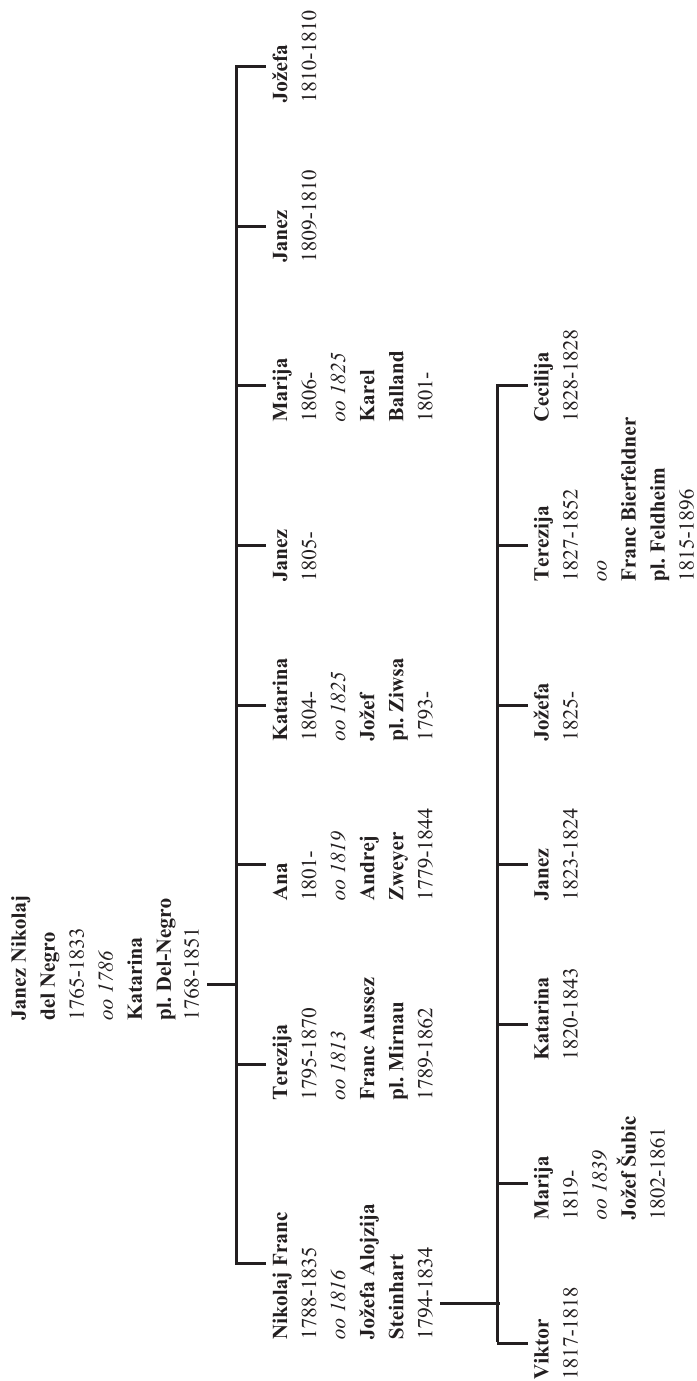 Janez Nikolaj
del Negro
1765-1833
oo 1786
Katarina
pl. Del-Negro
1768-1851
Nikolaj Franc
1788-1835
oo 1816
Jožefa Alojzija
Steinhart
1794-1834
Terezija
1795-1870
oo 1813
Franc Aussez
pl. Mirnau
1789-1862
Ana
1801-
oo 1819
Andrej
Zweyer
1779-1844
Katarina
1804-
oo 1825
Jožef
pl. Ziwsa
1793-
Janez
1805-
Marija
1806-
oo 1825
Karel
Balland
1801-
Janez
1809-1810
Jožefa
1810-1810
Viktor
1817-1818
Marija
1819-
oo 1839
Jožef Šubic
1802-1861
Katarina
1820-1843
Janez
1823-1824
Jožefa
1825-
Terezija
1827-1852
oo
Franc Bierfeldner
pl. Feldheim
1815-1896
Cecilija
1828-1828